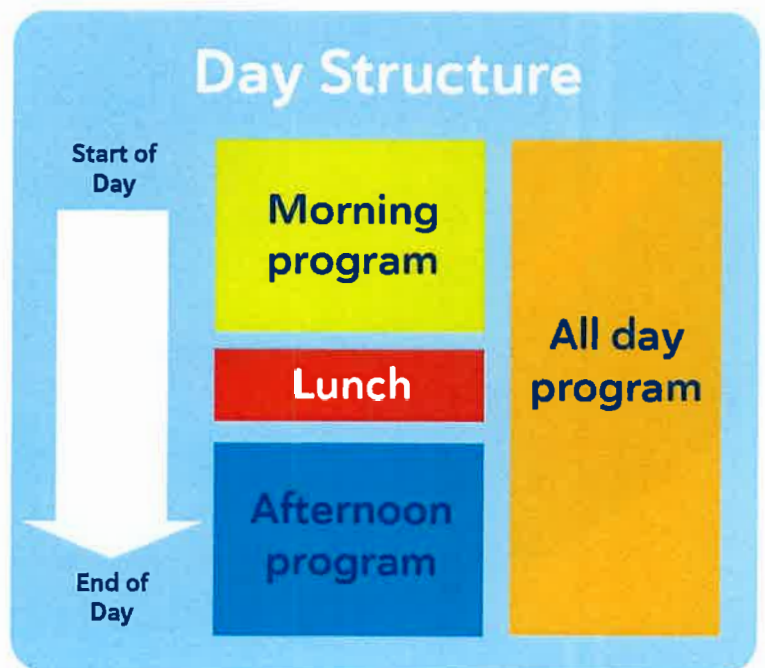 Day Structure
Start of
Day
Morning
program
Lunch
Afternoon
program
All day
program
End of
Day